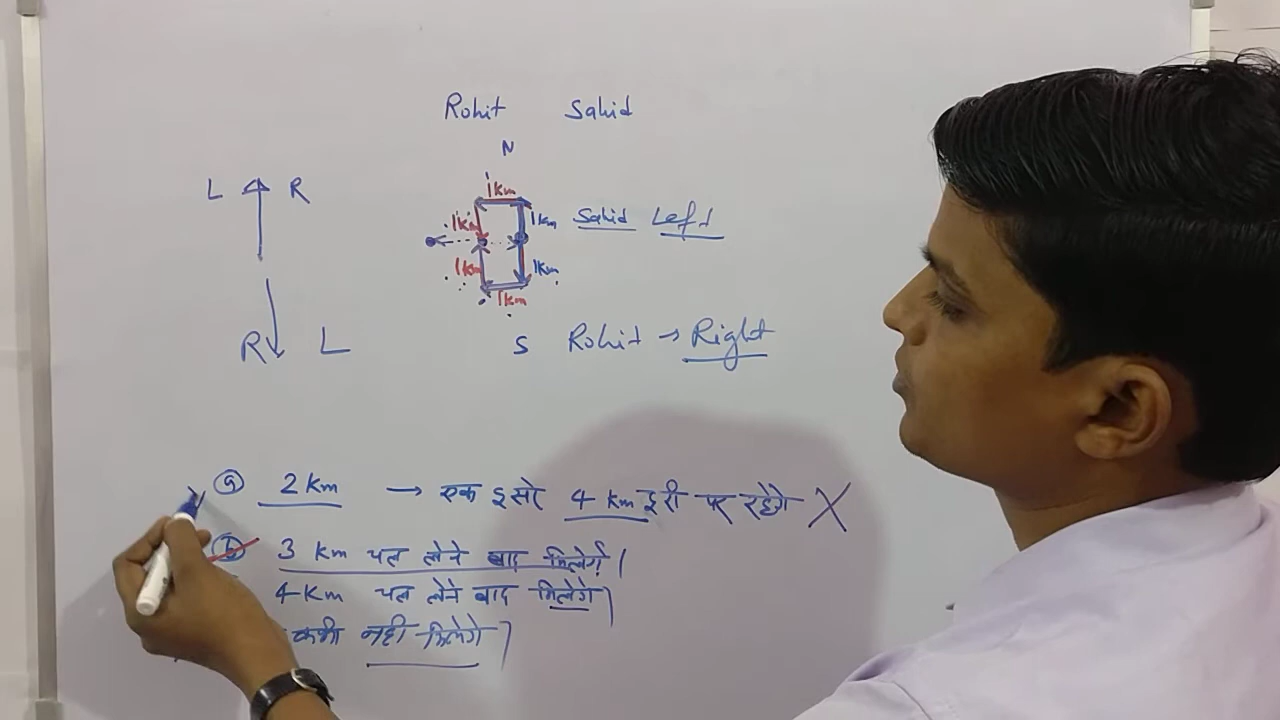 Rohit Sahid
N
L R
1km
1km 1km
Sahid Left
1km 1km
1km
R L
S Rohit → Right
ⓐ 2 km → एक इसरे 4 km दुरी पर रहेगे X
ⓑ 3 km चल लेने बाद मिलेगे।
4 km चल लेने बाद मिलेगे)
कभी नही मिलेगे)